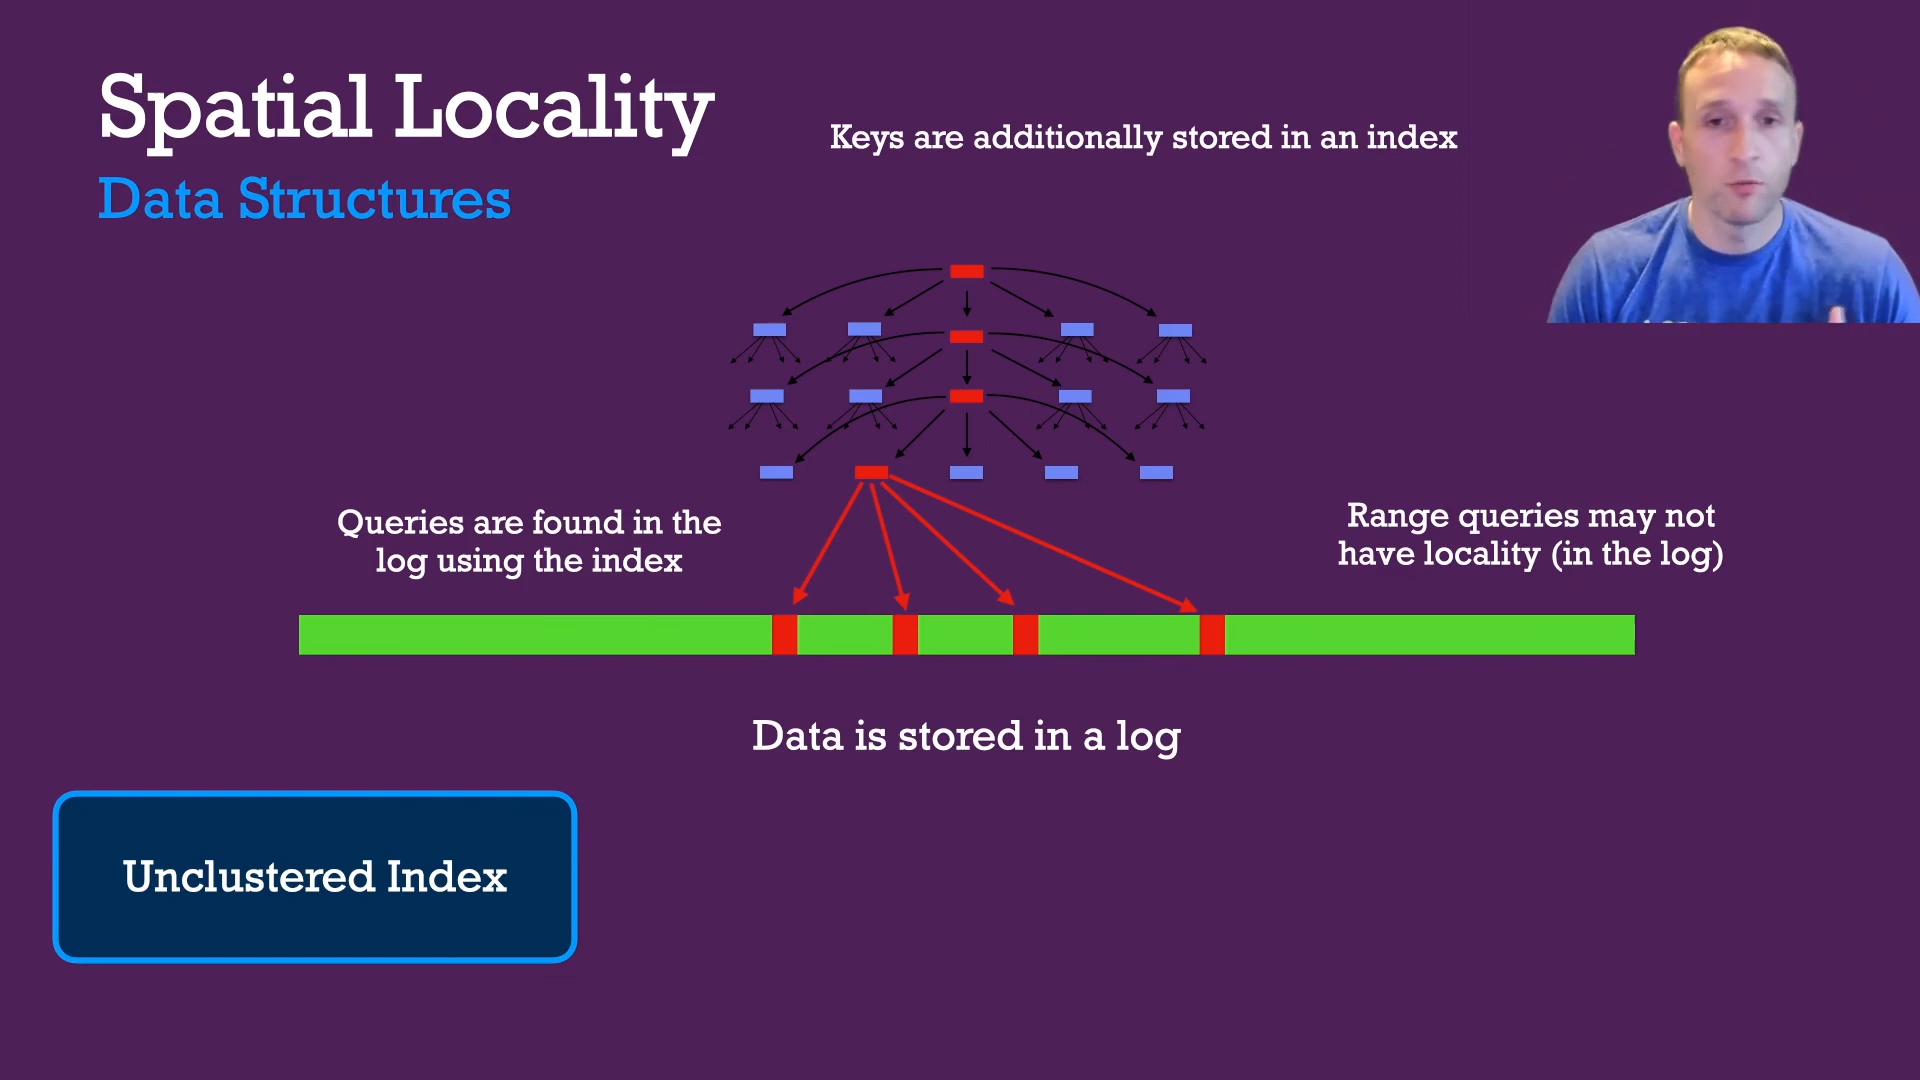 Spatial Locality
Data Structures
Keys are additionally stored in an index
Queries are found in the
log using the index
Range queries may not
have locality (in the log)
Data is stored in a log
Unclustered Index